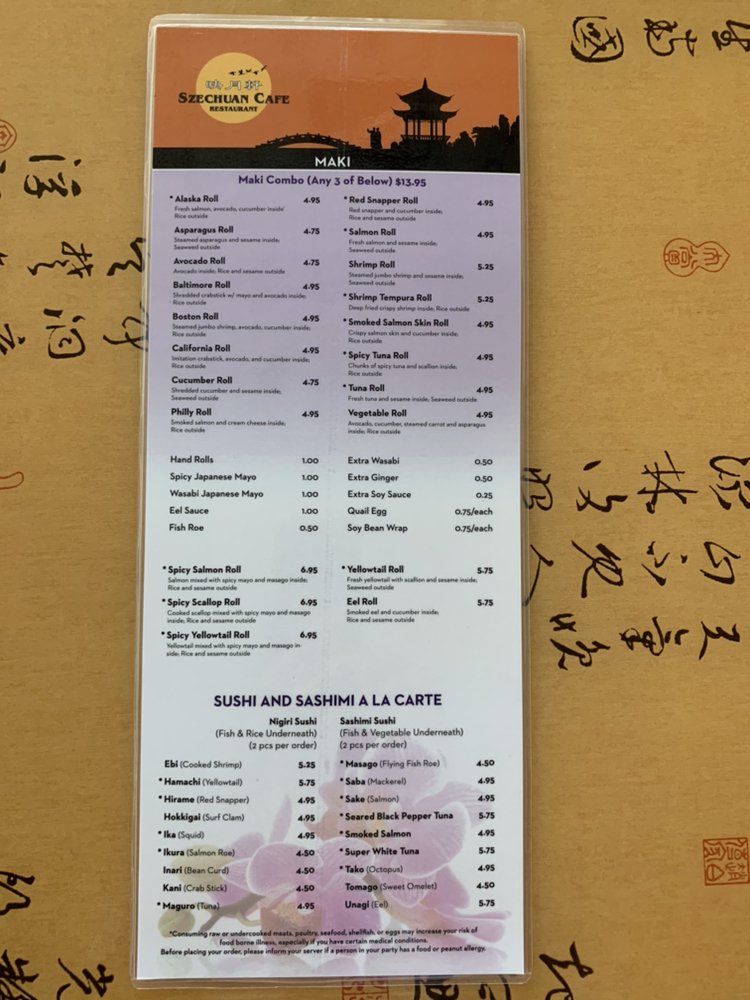 SZECHUAN CAFE
RESTAURANT
MAKI
Maki Combo (Any 3 of Below) $13.95
* Alaska Roll 4.95
Fresh salmon, avocado, cucumber inside'
Rice outside
Asparagus Roll 4.75
Steamed asparagus and sesame inside;
Seaweed outside
Avocado Roll 4.75
Avocado inside; Rice and sesame outside
Baltimore Roll 4.95
Shredded crabstick w/ mayo and avocado inside;
Rice outside
Boston Roll 4.95
Steamed jumbo shrimp, avocado, cucumber inside;
Rice outside
California Roll 4.95
Imitation crabstick, avocado, and cucumber inside;
Rice outside
Cucumber Roll 4.75
Shredded cucumber and sesame inside;
Seaweed outside
Philly Roll 4.95
Smoked salmon and cream cheese inside;
Rice outside
* Red Snapper Roll 4.95
Red snapper and cucumber inside;
Rice and sesame outside
* Salmon Roll 4.95
Fresh salmon and sesame inside;
Seaweed outside
Shrimp Roll 5.25
Steamed jumbo shrimp and sesame inside;
Seaweed outside
* Shrimp Tempura Roll 5.25
Deep fried crispy shrimp inside; Rice outside
* Smoked Salmon Skin Roll 4.95
Crispy salmon skin and cucumber inside;
Rice outside
* Spicy Tuna Roll 4.95
Chunks of spicy tuna and scallion inside;
Rice outside
* Tuna Roll 4.95
Fresh tuna and sesame inside; Seaweed outside
Vegetable Roll 4.95
Avocado, cucumber, steamed carrot and asparagus
inside; Rice outside
Hand Rolls 1.00
Spicy Japanese Mayo 1.00
Wasabi Japanese Mayo 1.00
Eel Sauce 1.00
Fish Roe 0.50
Extra Wasabi 0.50
Extra Ginger 0.50
Extra Soy Sauce 0.25
Quail Egg 0.75/each
Soy Bean Wrap 0.75/each
* Spicy Salmon Roll 6.95
Salmon mixed with spicy mayo and masago inside;
Rice and sesame outside
* Spicy Scallop Roll 6.95
Cooked scallop mixed with spicy mayo and masago
inside; Rice and sesame outside
* Spicy Yellowtail Roll 6.95
Yellowtail mixed with spicy mayo and masago in-
side; Rice and sesame outside
* Yellowtail Roll 5.75
Fresh yellowtail with scallion and sesame inside;
Seaweed outside
Eel Roll 5.75
Smoked eel and cucumber inside;
Rice and sesame outside
SUSHI AND SASHIMI A LA CARTE
Nigiri Sushi
(Fish & Rice Underneath)
(2 pcs per order)
Ebi (Cooked Shrimp) 5.25
* Hamachi (Yellowtail) 5.75
* Hirame (Red Snapper) 4.95
Hokkigai (Surf Clam) 4.95
* Ika (Squid) 4.95
* Ikura (Salmon Roe) 4.50
Inari (Bean Curd) 4.50
Kani (Crab Stick) 4.50
* Maguro (Tuna) 4.95
Sashimi Sushi
(Fish & Vegetable Underneath)
(2 pcs per order)
* Masago (Flying Fish Roe) 4.50
* Saba (Mackerel) 4.95
* Sake (Salmon) 4.95
* Seared Black Pepper Tuna 5.75
* Smoked Salmon 4.95
* Super White Tuna 5.75
* Tako (Octopus) 4.95
Tomago (Sweet Omelet) 4.50
Unagi (Eel) 5.75
*Consuming raw or undercooked meats, poultry, seafood, shellfish, or eggs may increase your risk of
food borne illness, especially if you have certain medical conditions.
Before placing your order, please inform your server if a person in your party has a food or peanut allergy.